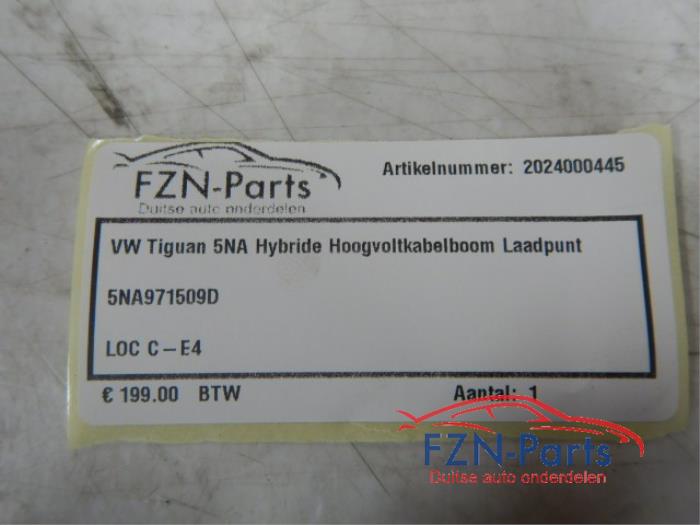 FZN-Parts
Duitse auto onderdelen
Artikelnummer: 2024000445
VW Tiguan 5NA Hybride Hoogvoltkabelboom Laadpunt
5NA971509D
LOC C-E4
€ 199.00 BTW
Aantal: 1
FZN-Parts
Duitse auto onderdelen